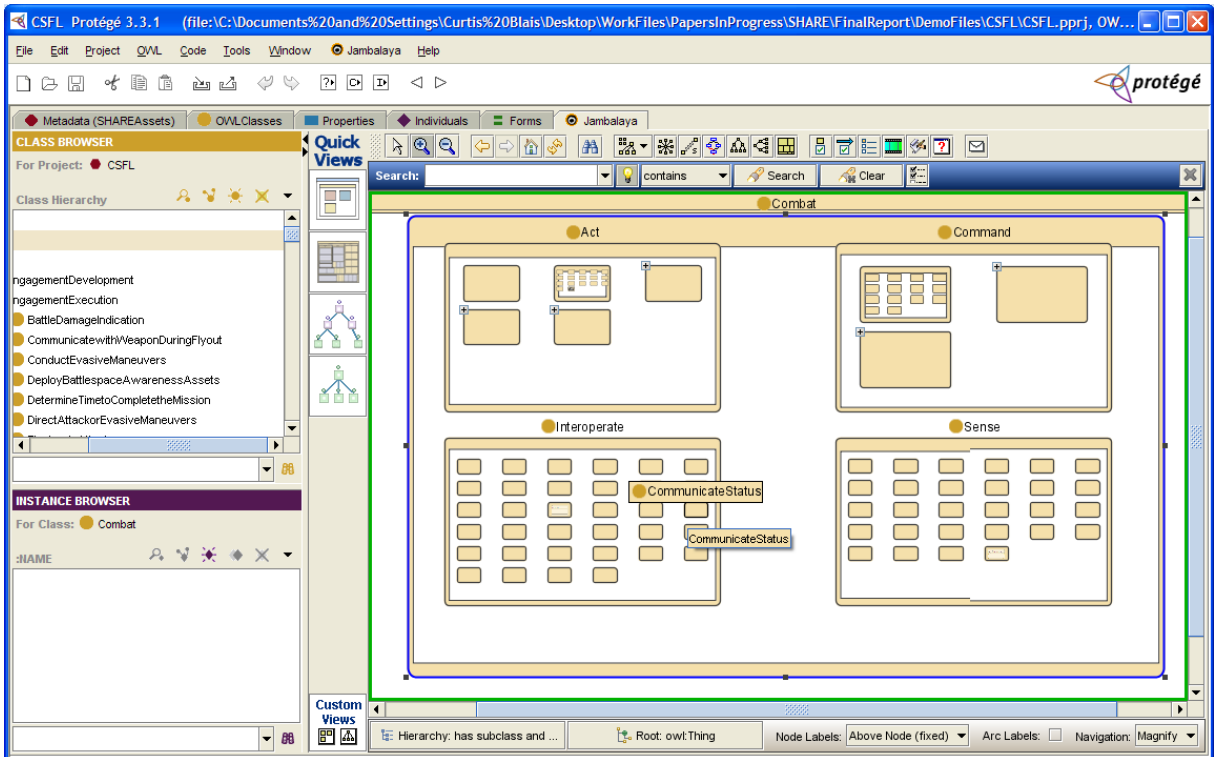 CSFL Protégé 3.3.1 (file:\C:\Documents%20and%20Settings\Curtis%20Blais\Desktop\WorkFiles\PapersInProgress\SHARE\FinalReport\DemoFiles\CSFL\CSFL.pprj, OW...
File Edit Project OWL Code Tools Window Jambalaya Help
protégé
Metadata (SHAREAssets) OWLClasses Properties Individuals Forms Jambalaya
CLASS BROWSER
For Project: CSFL
Class Hierarchy
ngagementDevelopment
ngagementExecution
BattleDamageIndication
CommunicatewithWeaponDuringFlyout
ConductEvasiveManeuvers
DeployBattlespaceAwarenessAssets
DetermineTimetoCompletetheMission
DirectAttackorEvasiveManeuvers
INSTANCE BROWSER
For Class: Combat
:NAME
Quick
Views
Custom
Views
Search: contains Search Clear
Combat
Act Command
Interoperate Sense
CommunicateStatus
CommunicateStatus
Hierarchy: has subclass and ... Root: owl:Thing Node Labels: Above Node (fixed) Arc Labels: Navigation: Magnify